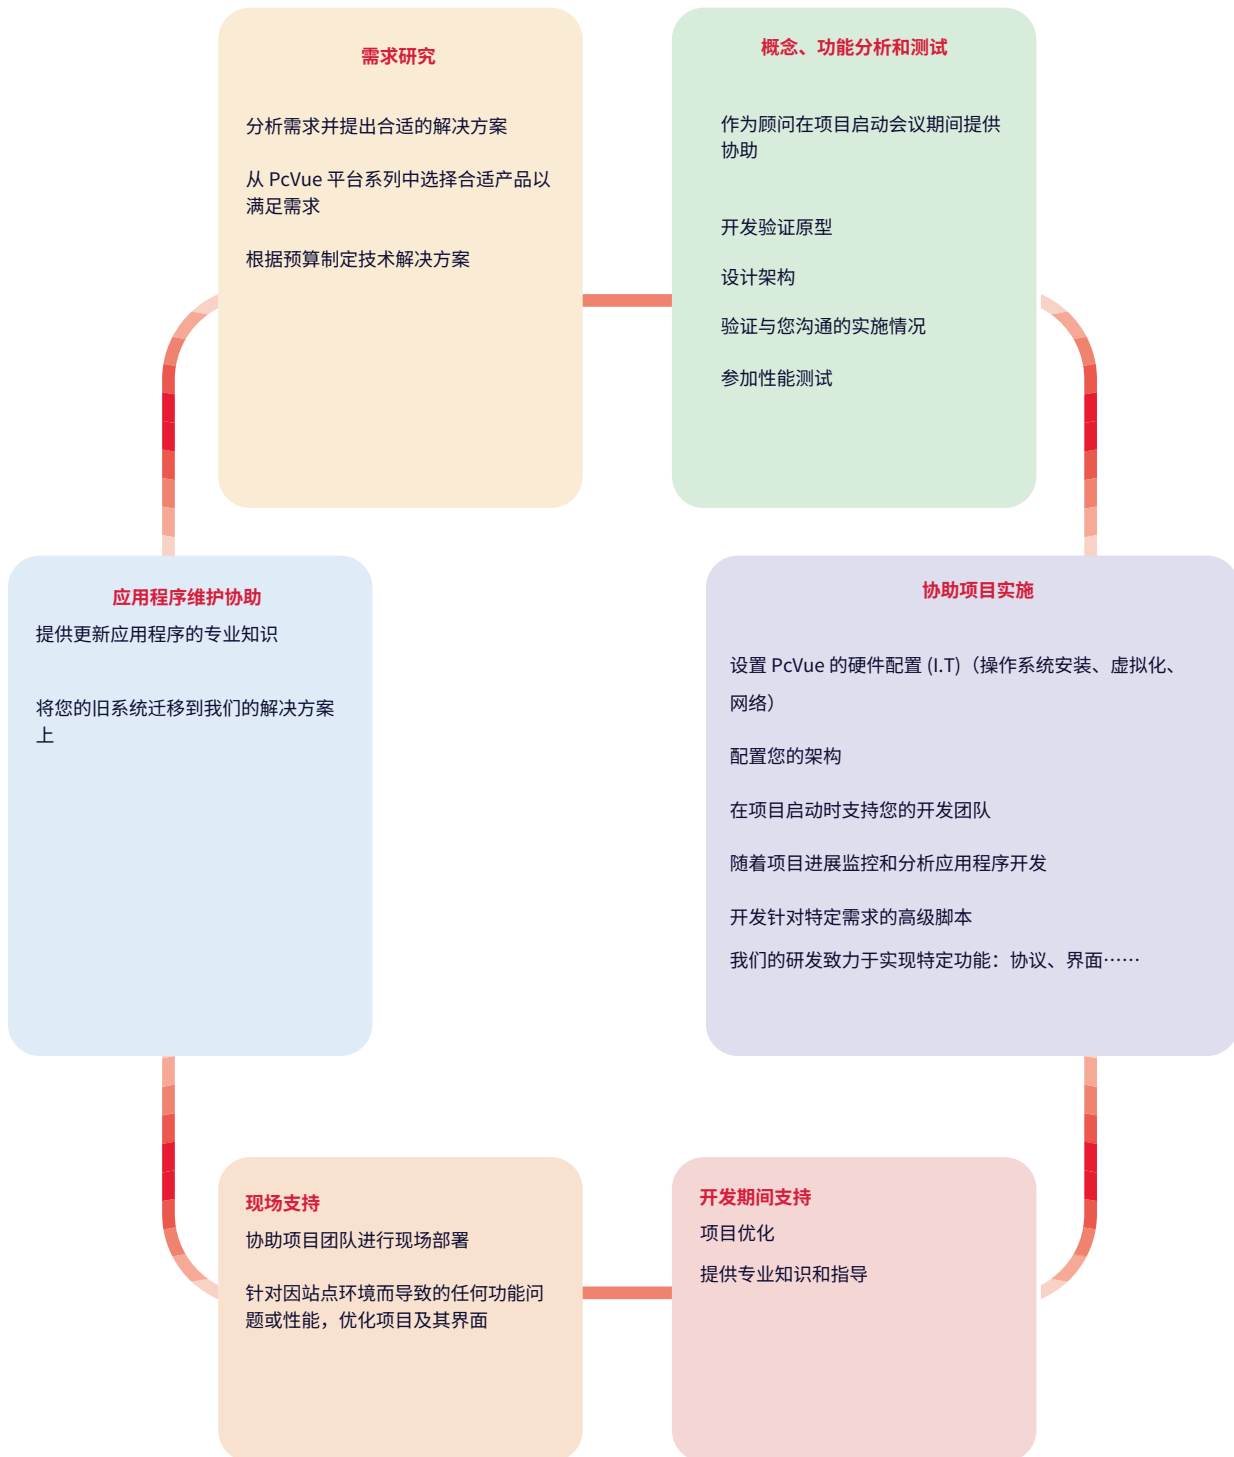 需求研究
分析需求并提出合适的解决方案
从 PcVue 平台系列中选择合适产品以
满足需求
根据预算制定技术解决方案
概念、功能分析和测试
作为顾问在项目启动会议期间提供
协助
开发验证原型
设计架构
验证与您沟通的实施情况
参加性能测试
应用程序维护协助
提供更新应用程序的专业知识
将您的旧系统迁移到我们的解决方案
上
协助项目实施
设置 PcVue 的硬件配置 (I.T)（操作系统安装、虚拟化、
网络）
配置您的架构
在项目启动时支持您的开发团队
随着项目进展监控和分析应用程序开发
开发针对特定需求的高级脚本
我们的研发致力于实现特定功能：协议、界面……
现场支持
协助项目团队进行现场部署
针对因站点环境而导致的任何功能问
题或性能，优化项目及其界面
开发期间支持
项目优化
提供专业知识和指导